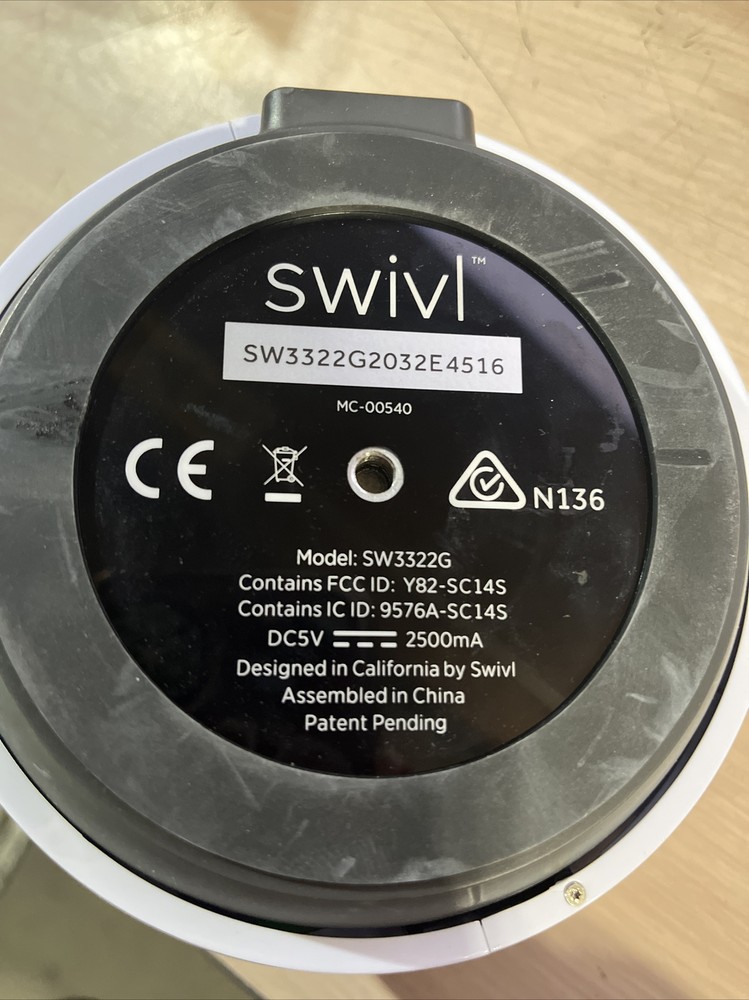 swivl™
SW3322G2032E4516
MC-00540
CE
N136
Model: SW3322G
Contains FCC ID: Y82-SC14S
Contains IC ID: 9576A-SC14S
DC5V ⎓ 2500mA
Designed in California by Swivl
Assembled in China
Patent Pending